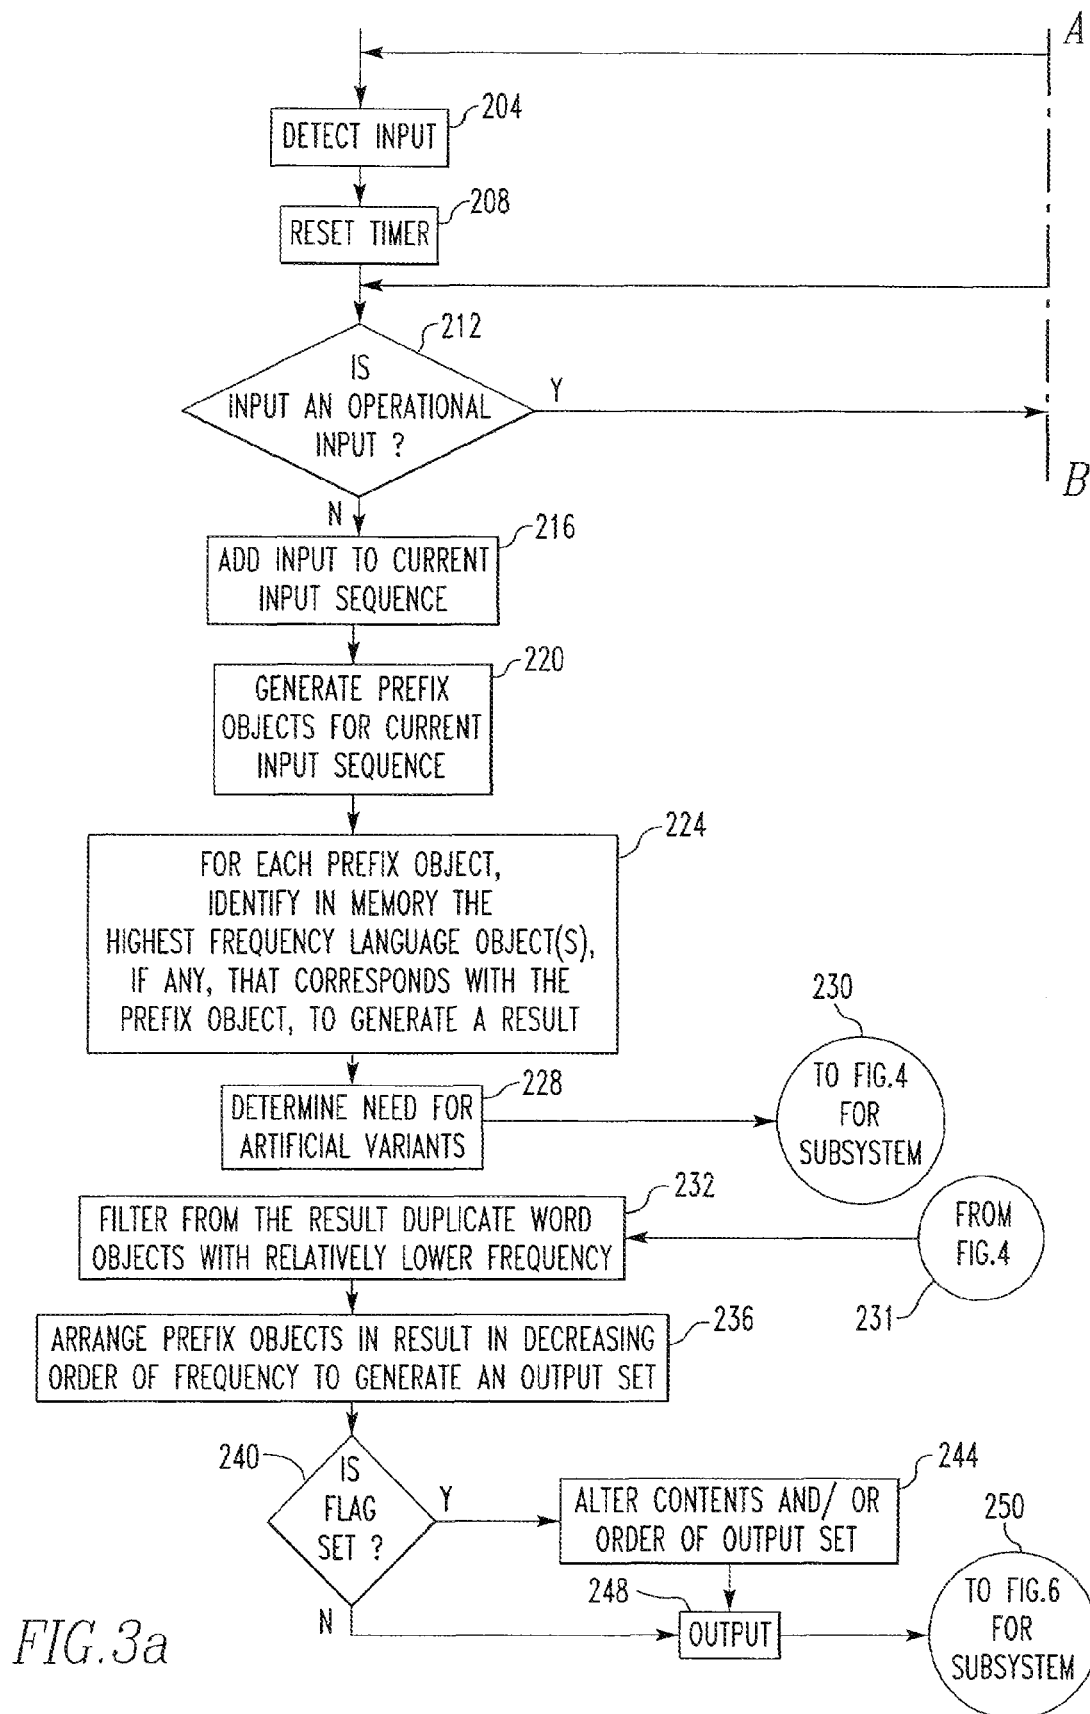 A
204
DETECT INPUT
208
RESET TIMER
212
IS
INPUT AN OPERATIONAL
INPUT ?
Y
B
N
216
ADD INPUT TO CURRENT
INPUT SEQUENCE
220
GENERATE PREFIX
OBJECTS FOR CURRENT
INPUT SEQUENCE
224
FOR EACH PREFIX OBJECT,
IDENTIFY IN MEMORY THE
HIGHEST FREQUENCY LANGUAGE OBJECT(S),
IF ANY, THAT CORRESPONDS WITH THE
PREFIX OBJECT, TO GENERATE A RESULT
228
DETERMINE NEED FOR
ARTIFICIAL VARIANTS
230
TO FIG.4
FOR
SUBSYSTEM
232
FILTER FROM THE RESULT DUPLICATE WORD
OBJECTS WITH RELATIVELY LOWER FREQUENCY
FROM
FIG.4
231
236
ARRANGE PREFIX OBJECTS IN RESULT IN DECREASING
ORDER OF FREQUENCY TO GENERATE AN OUTPUT SET
240
IS
FLAG
SET ?
Y
244
ALTER CONTENTS AND/ OR
ORDER OF OUTPUT SET
N
248
OUTPUT
250
TO FIG.6
FOR
SUBSYSTEM
FIG.3a